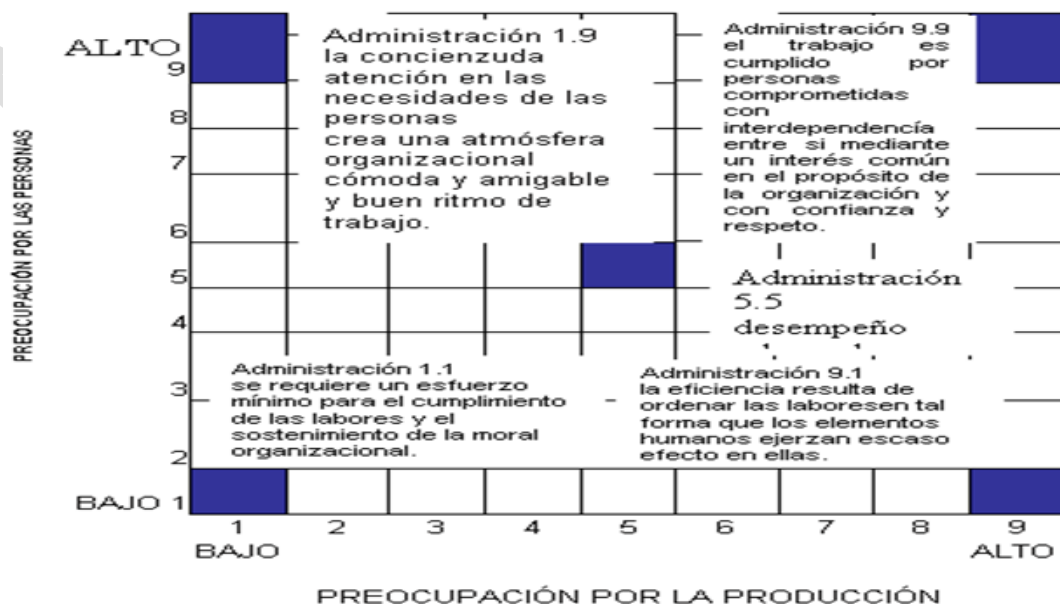 ALTO
9
8
7
6
5
4
3
2
BAJO 1
PREOCUPACIÓN POR LAS PERSONAS
Administración 1.9
la concienzuda
atención en las
necesidades de las
personas
crea una atmósfera
organizacional
cómoda y amigable
y buen ritmo de
trabajo.
Administración 9.9
el trabajo es
cumplido por
personas
comprometidas
con
interdependencía
entre si mediante
un interés común
en el propósito de
la organización y
con confianza y
respeto.
Administración
5.5
desempeño
Administración 1.1
se requiere un esfuerzo
mínimo para el cumplimiento
de las labores y el
sostenimiento de la moral
organizacional.
Administración 9.1
la eficiencia resulta de
ordenar las laboresen tal
forma que los elementos
humanos ejerzan escaso
efecto en ellas.
1 2 3 4 5 6 7 8 9
BAJO ALTO
PREOCUPACIÓN POR LA PRODUCCIÓN